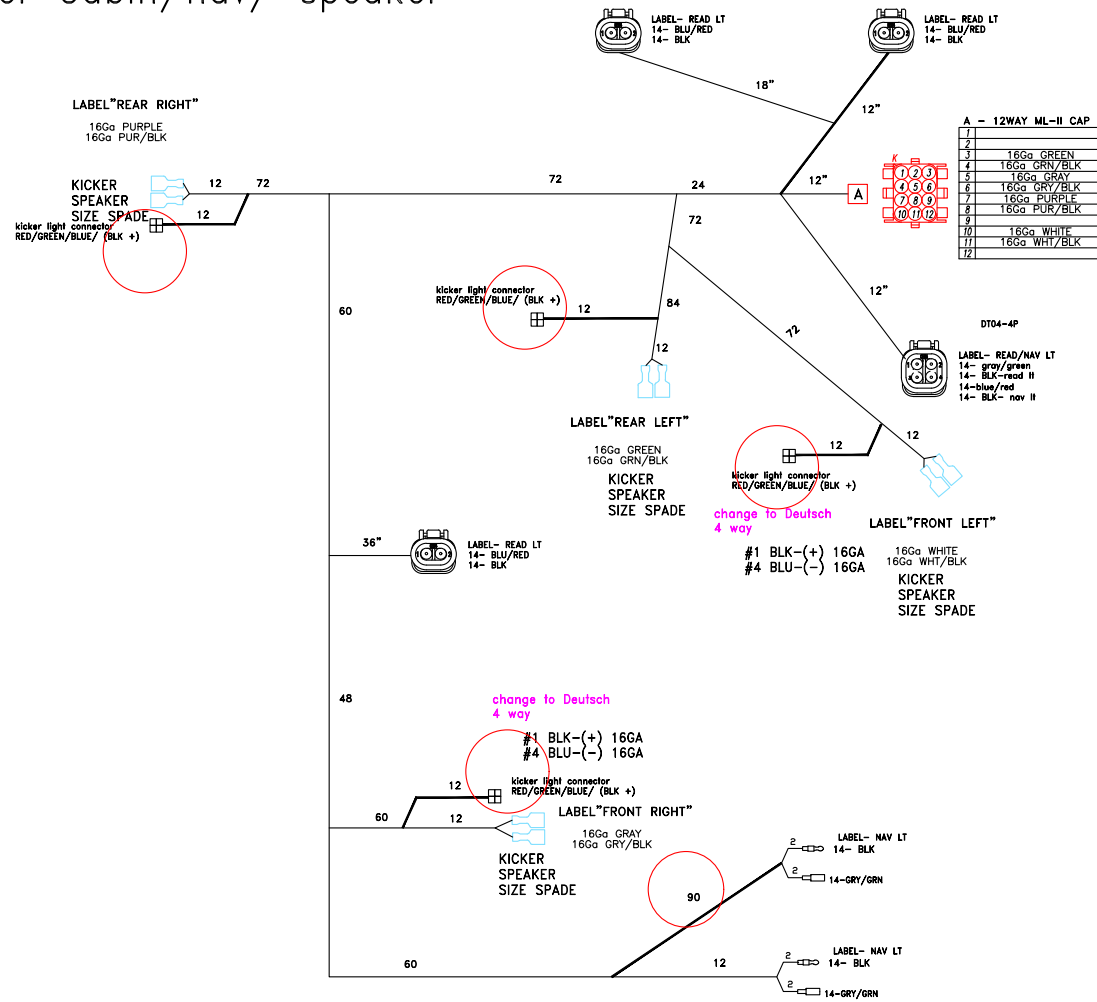 LABEL- READ LT
14- BLU/RED
14- BLK
LABEL- READ LT
14- BLU/RED
14- BLK
18"
12"
LABEL"REAR RIGHT"
16Ga PURPLE
16Ga PUR/BLK
KICKER
SPEAKER
SIZE SPADE
12
72
12
kicker light connector
RED/GREEN/BLUE/ (BLK +)
72
24
12"
A
K
1 2 3
4 5 6
7 8 9
10 11 12
A - 12WAY ML-II CAP
1
2
3 16Ga GREEN
4 16Ga GRN/BLK
5 16Ga GRAY
6 16Ga GRY/BLK
7 16Ga PURPLE
8 16Ga PUR/BLK
9
10 16Ga WHITE
11 16Ga WHT/BLK
12
72
60
kicker light connector
RED/GREEN/BLUE/ (BLK +)
12
84
12
72
12"
DT04-4P
LABEL- READ/NAV LT
14- gray/green
14- BLK-read lt
14-blue/red
14- BLK- nav lt
LABEL"REAR LEFT"
16Ga GREEN
16Ga GRN/BLK
KICKER
SPEAKER
SIZE SPADE
12
12
kicker light connector
RED/GREEN/BLUE/ (BLK +)
change to Deutsch
4 way
#1 BLK-(+) 16GA
#4 BLU-(-) 16GA
LABEL"FRONT LEFT"
16Ga WHITE
16Ga WHT/BLK
KICKER
SPEAKER
SIZE SPADE
36"
LABEL- READ LT
14- BLU/RED
14- BLK
48
change to Deutsch
4 way
#1 BLK-(+) 16GA
#4 BLU-(-) 16GA
12
kicker light connector
RED/GREEN/BLUE/ (BLK +)
60
12
LABEL"FRONT RIGHT"
16Ga GRAY
16Ga GRY/BLK
KICKER
SPEAKER
SIZE SPADE
90
2
LABEL- NAV LT
14- BLK
2
14-GRY/GRN
60
12
2
LABEL- NAV LT
14- BLK
2
14-GRY/GRN